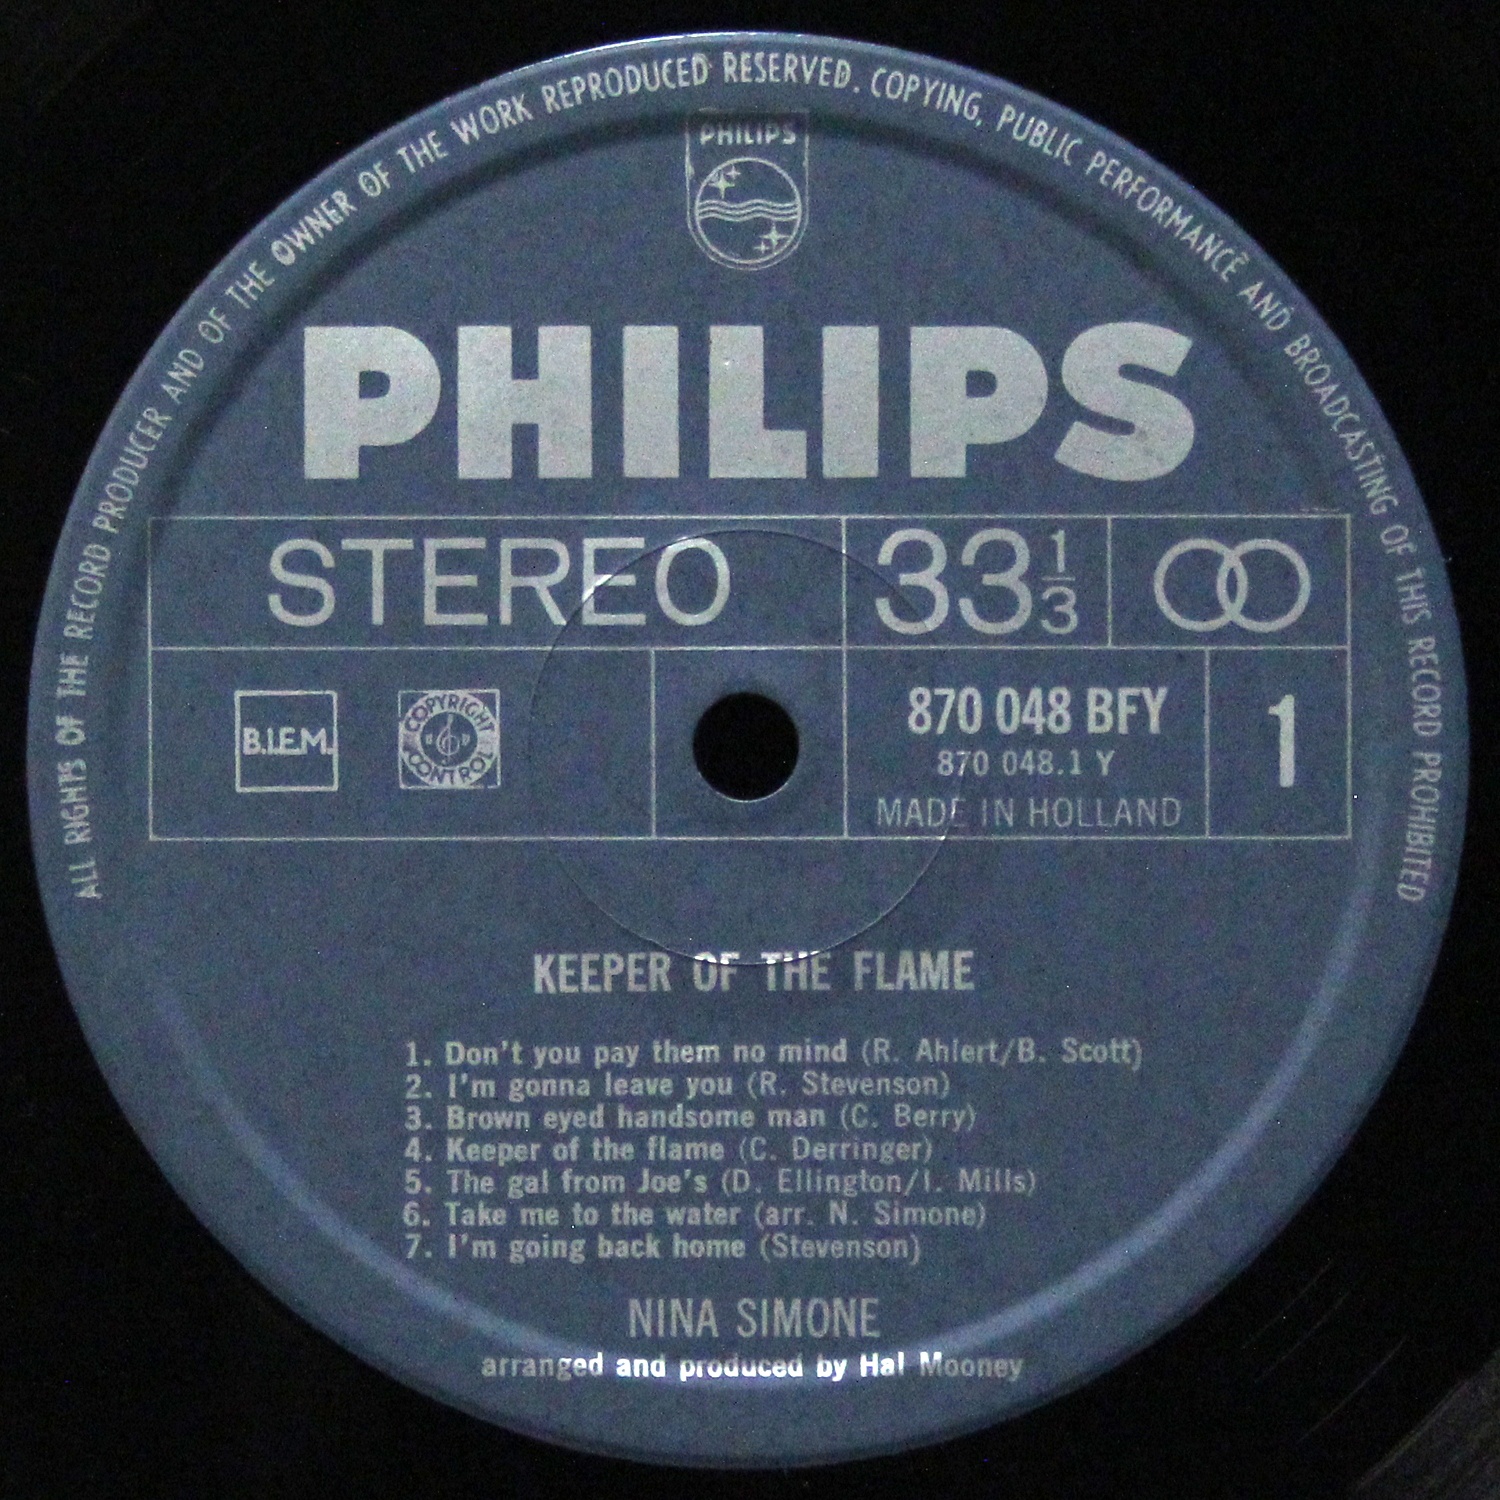 ALL RIGHTS OF THE RECORD PRODUCER AND OF THE OWNER OF THE WORK REPRODUCED RESERVED. COPYING, PUBLIC PERFORMANCE AND BROADCASTING OF THIS RECORD PROHIBITED
PHILIPS
PHILIPS
STEREO 33 1/3
B.I.E.M. COPYRIGHT CONTROL
870 048 BFY 1
870 048.1 Y
MADE IN HOLLAND
KEEPER OF THE FLAME
1. Don't you pay them no mind (R. Ahlert/B. Scott)
2. I'm gonna leave you (R. Stevenson)
3. Brown eyed handsome man (C. Berry)
4. Keeper of the flame (C. Derringer)
5. The gal from Joe's (D. Ellington/I. Mills)
6. Take me to the water (arr. N. Simone)
7. I'm going back home (Stevenson)
NINA SIMONE
arranged and produced by Hal Mooney